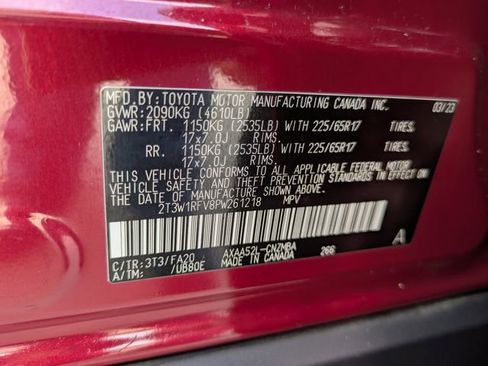 MFD.BY:TOYOTA MOTOR MANUFACTURING CANADA INC. 03/23
GVWR:2090KG (4610LB)
GAWR:FRT. 1150KG (2535LB) WITH 225/65R17 TIRES.
17x7.0J RIMS.
RR. 1150KG (2535LB) WITH 225/65R17 TIRES.
17x7.0J RIMS.
THIS VEHICLE CONFORMS TO ALL APPLICABLE FEDERAL MOTOR
VEHICLE SAFETY AND THEFT PREVENTION STANDARDS IN EFFECT
ON THE DATE OF MANUFACTURE SHOWN ABOVE.
2T3W1RFV8PW261218 MPV
C/TR:3T3/FA20 AXAA52L-CNZMBA 266 A
A/TM: /UB80E MADE IN CANADA